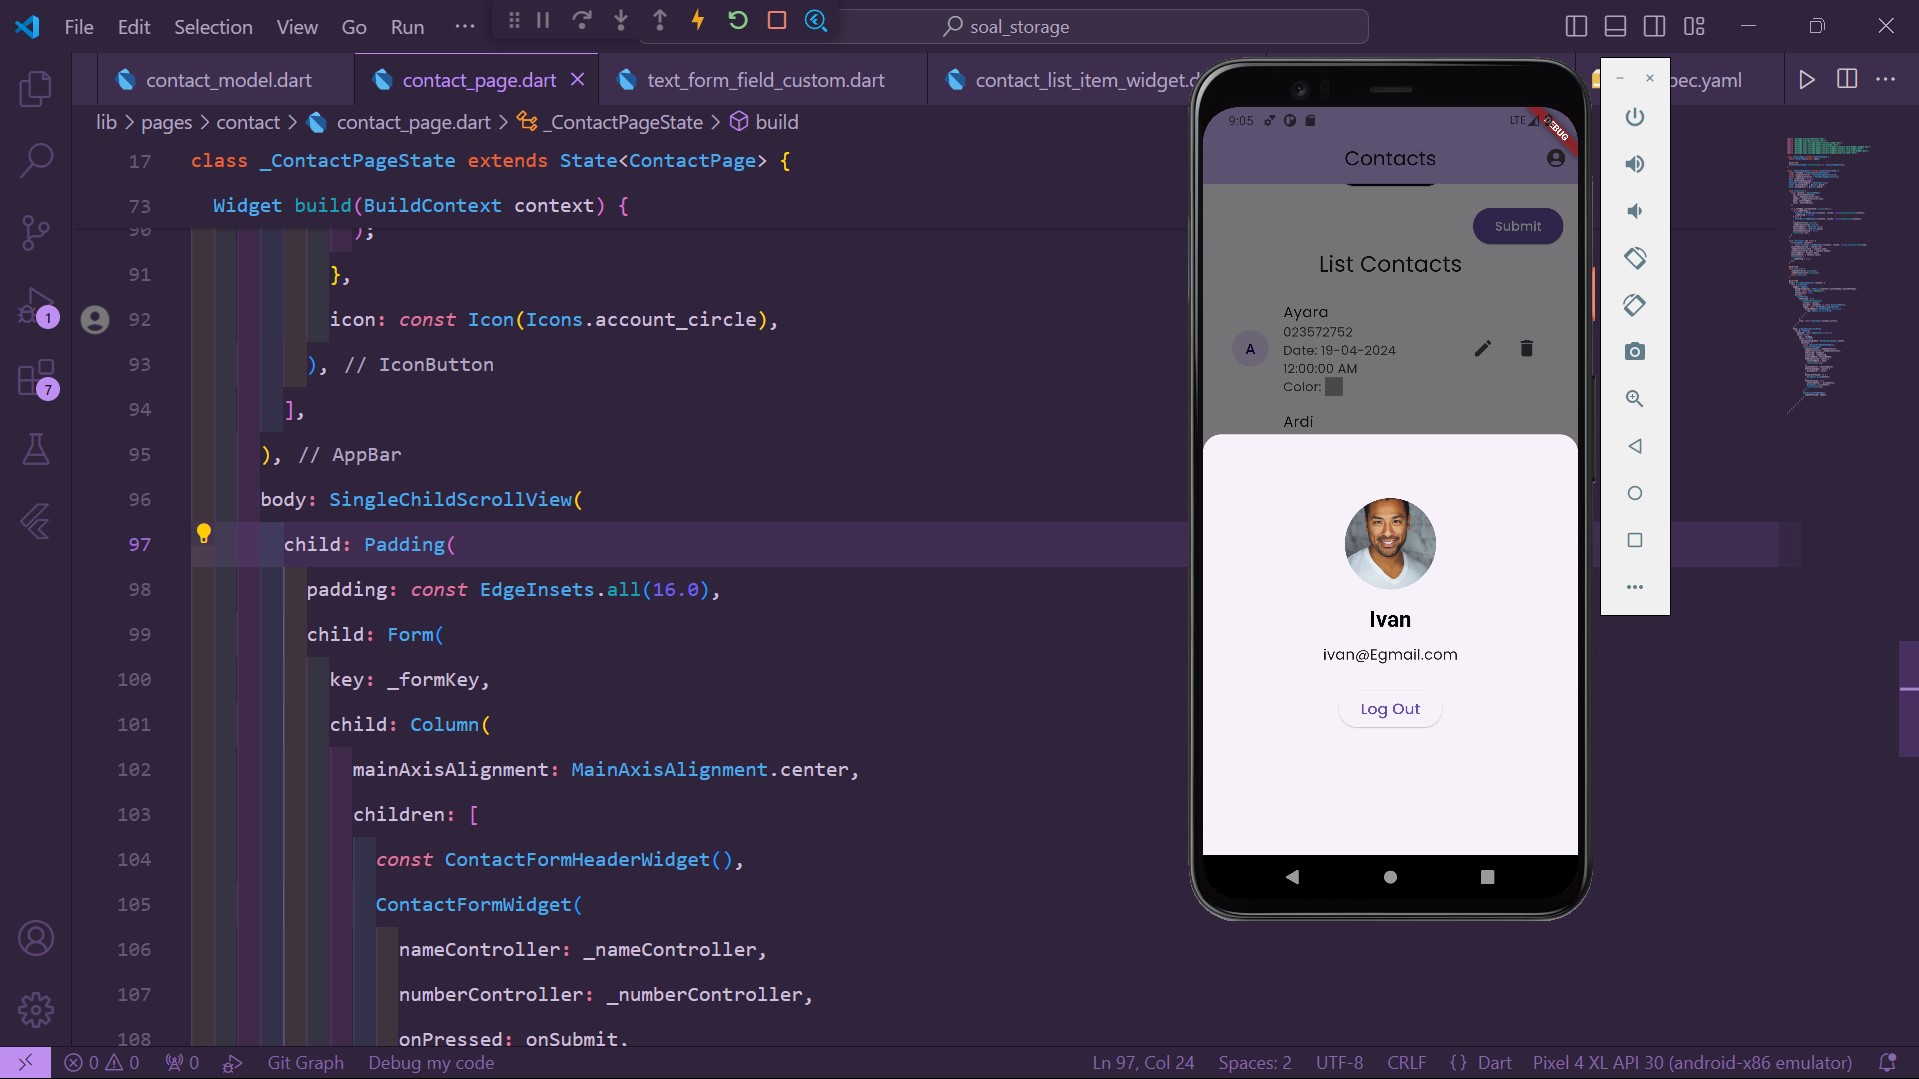 File Edit Selection View Go Run ··· soal_storage
contact_model.dart contact_page.dart text_form_field_custom.dart contact_list_item_widget.d pec.yaml
lib > pages > contact > contact_page.dart > _ContactPageState > build
17 class _ContactPageState extends State<ContactPage> {
73 Widget build(BuildContext context) {
90 );
91 },
92 icon: const Icon(Icons.account_circle),
93 ), // IconButton
94 ],
95 ), // AppBar
96 body: SingleChildScrollView(
97 child: Padding(
98 padding: const EdgeInsets.all(16.0),
99 child: Form(
100 key: _formKey,
101 child: Column(
102 mainAxisAlignment: MainAxisAlignment.center,
103 children: [
104 const ContactFormHeaderWidget(),
105 ContactFormWidget(
106 nameController: _nameController,
107 numberController: _numberController,
108 onPressed: onSubmit,
1
7
9:05 LTE
DEBUG
Contacts
Submit
List Contacts
A
Ayara
023572752
Date: 19-04-2024
12:00:00 AM
Color:
Ardi
Ivan
ivan@Egmail.com
Log Out
0 0 0 Git Graph Debug my code Ln 97, Col 24 Spaces: 2 UTF-8 CRLF {} Dart Pixel 4 XL API 30 (android-x86 emulator)